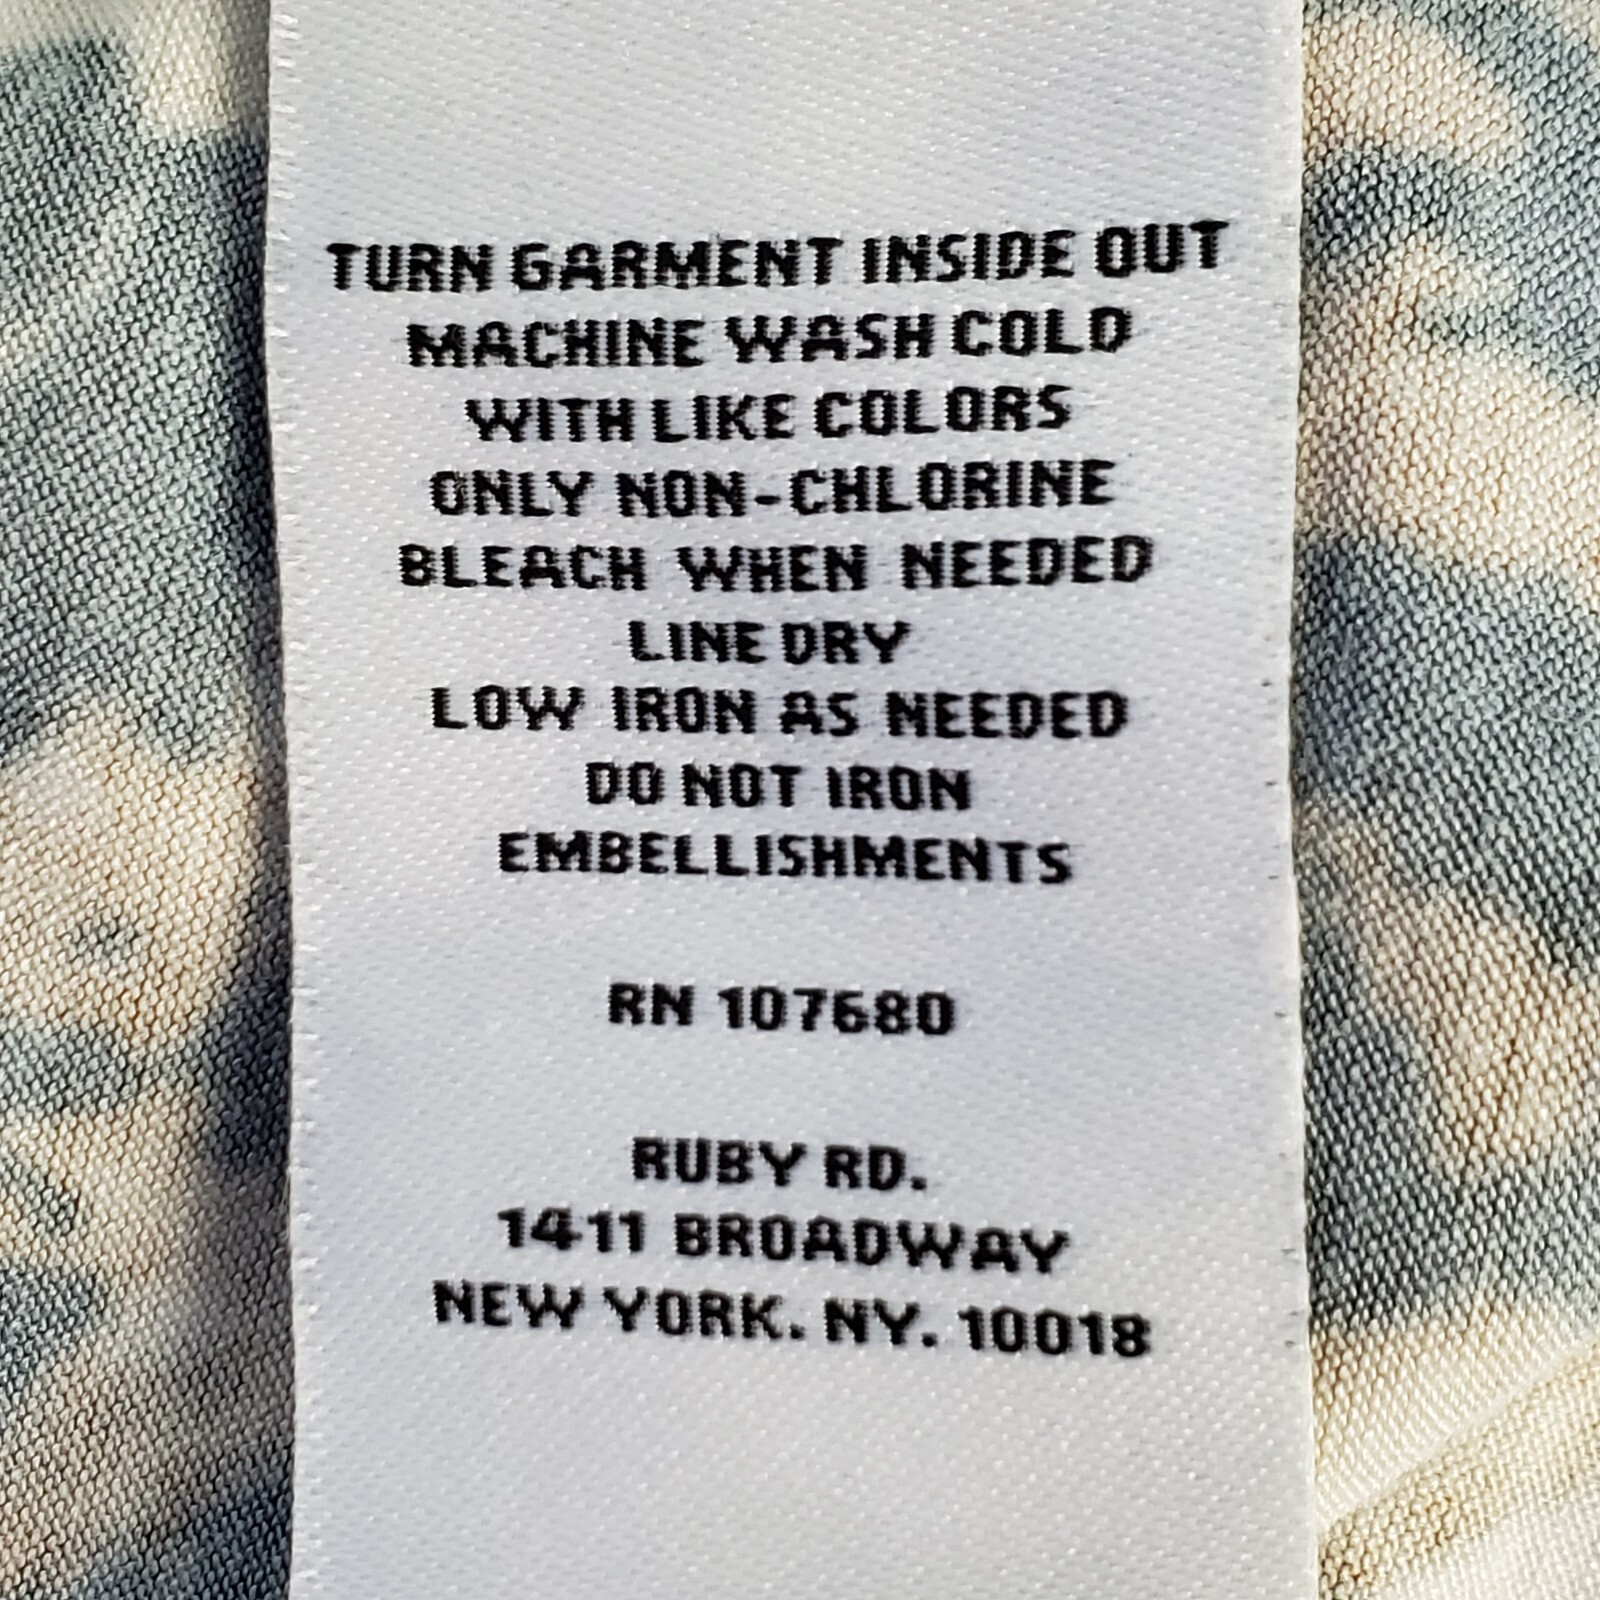 TURN GARMENT INSIDE OUT
MACHINE WASH COLD
WITH LIKE COLORS
ONLY NON-CHLORINE
BLEACH WHEN NEEDED
LINE DRY
LOW IRON AS NEEDED
DO NOT IRON
EMBELLISHMENTS
RN 107680
RUBY RD.
1411 BROADWAY
NEW YORK. NY. 10018